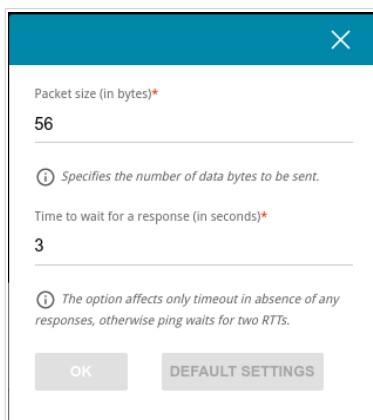 Packet size (in bytes)*
56
Specifies the number of data bytes to be sent.
Time to wait for a response (in seconds)*
3
The option affects only timeout in absence of any
responses, otherwise ping waits for two RTTs.
OK
DEFAULT SETTINGS